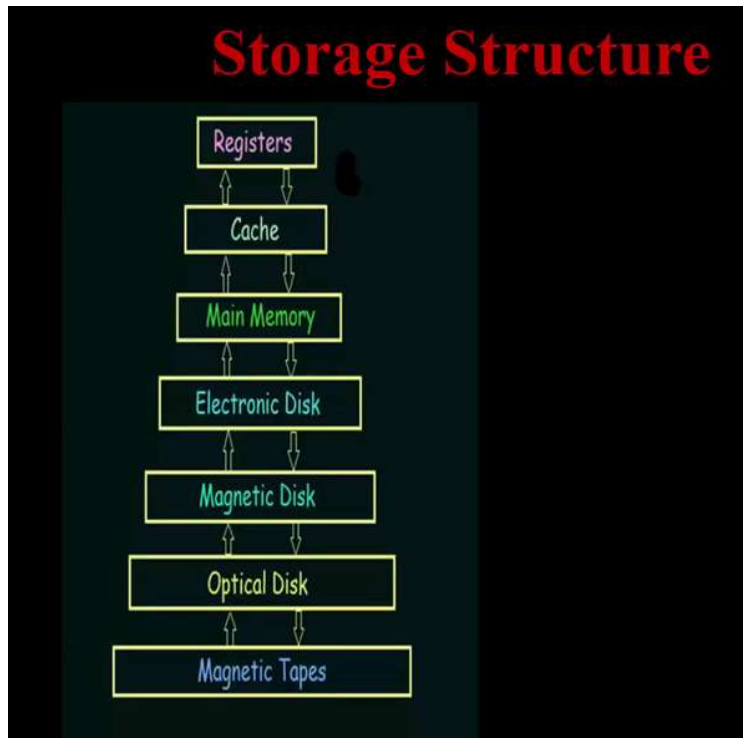 Storage Structure
Registers
Cache
Main Memory
Electronic Disk
Magnetic Disk
Optical Disk
Magnetic Tapes